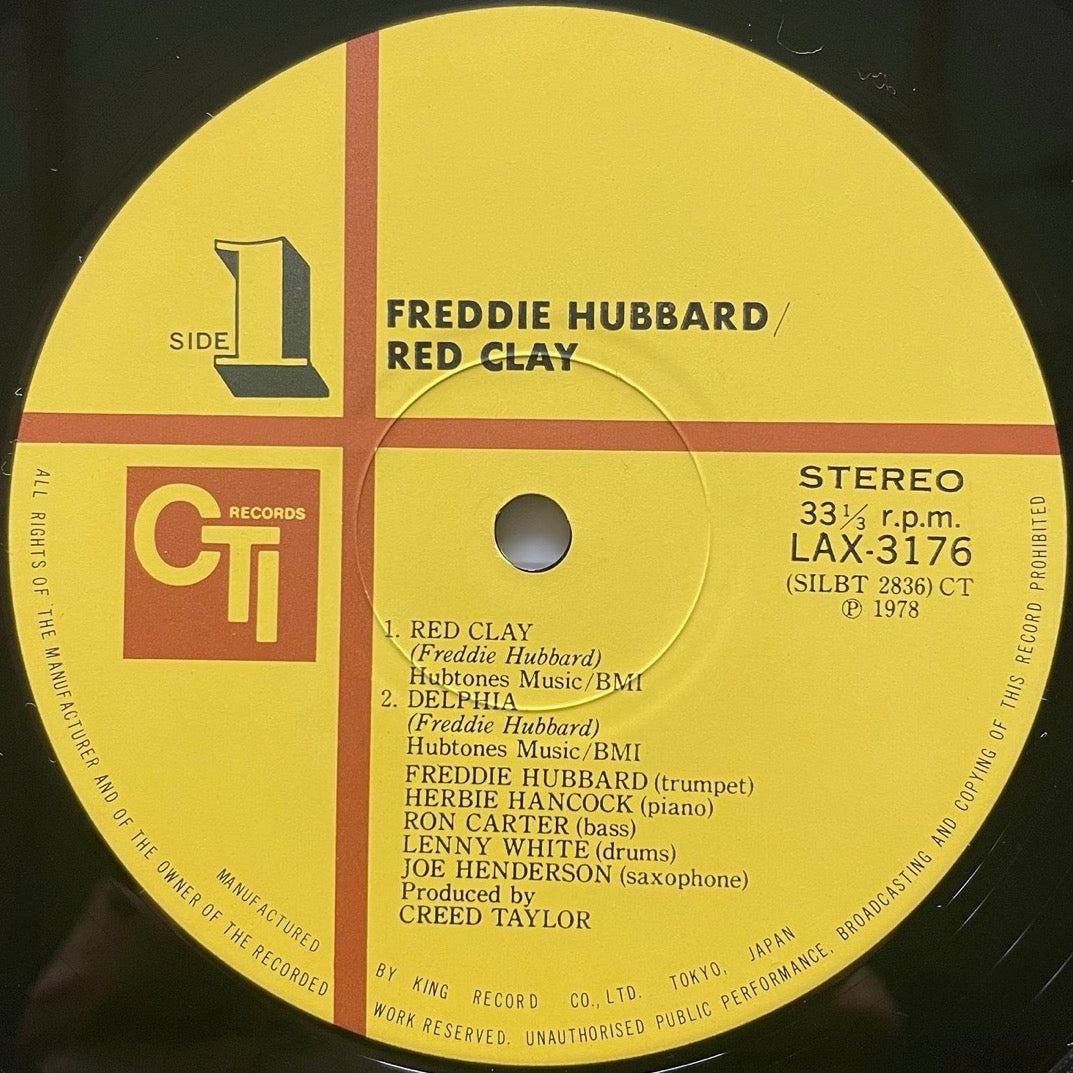 SIDE 1
FREDDIE HUBBARD/
RED CLAY
CTI RECORDS
STEREO
33 1/3 r.p.m.
LAX-3176
(SILBT 2836) CT
℗ 1978
1. RED CLAY
(Freddie Hubbard)
Hubtones Music/BMI
2. DELPHIA
(Freddie Hubbard)
Hubtones Music/BMI
FREDDIE HUBBARD (trumpet)
HERBIE HANCOCK (piano)
RON CARTER (bass)
LENNY WHITE (drums)
JOE HENDERSON (saxophone)
Produced by
CREED TAYLOR
MANUFACTURED BY KING RECORD CO., LTD. TOKYO, JAPAN
ALL RIGHTS OF THE MANUFACTURER AND OF THE OWNER OF THE RECORDED WORK RESERVED. UNAUTHORISED PUBLIC PERFORMANCE, BROADCASTING AND COPYING OF THIS RECORD PROHIBITED